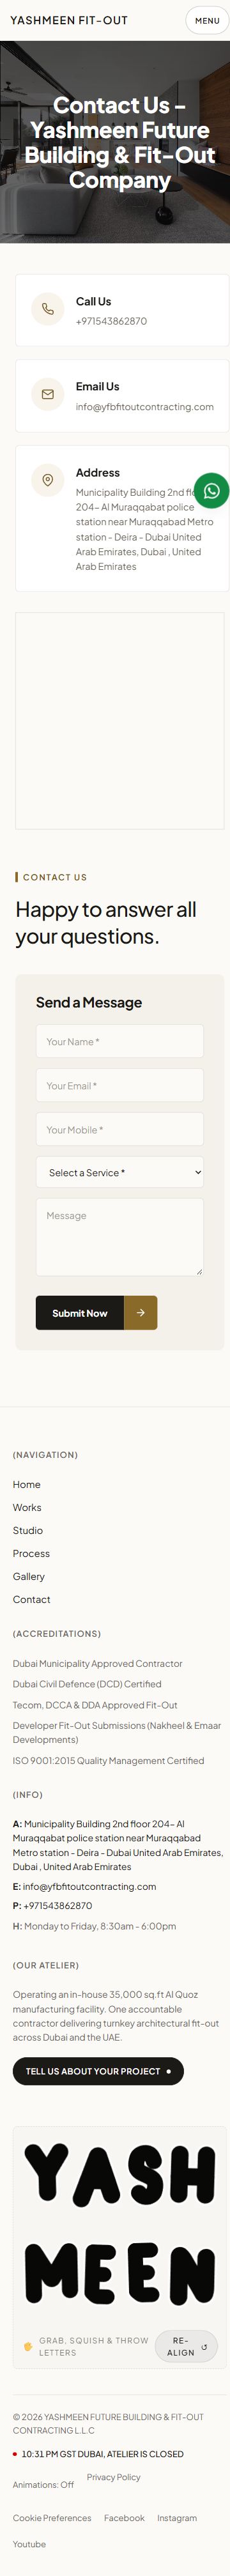 YASHMEEN FIT-OUT
MENU
Contact Us –
Yashmeen Future
Building & Fit-Out
Company
Call Us
+971543862870
Email Us
info@yfbfitoutcontracting.com
Address
Municipality Building 2nd
204- Al Muraqqabat police
station near Muraqqabad Metro
station - Deira - Dubai United
Arab Emirates, Dubai , United
Arab Emirates
CONTACT US
Happy to answer all
your questions.
Send a Message
Your Name *
Your Email *
Your Mobile *
Select a Service *
Message
Submit Now →
(NAVIGATION)
Home
Works
Studio
Process
Gallery
Contact
(ACCREDITATIONS)
Dubai Municipality Approved Contractor
Dubai Civil Defence (DCD) Certified
Tecom, DCCA & DDA Approved Fit-Out
Developer Fit-Out Submissions (Nakheel & Emaar
Developments)
ISO 9001:2015 Quality Management Certified
(INFO)
A: Municipality Building 2nd floor 204- Al
Muraqqabat police station near Muraqqabad
Metro station - Deira - Dubai United Arab Emirates,
Dubai , United Arab Emirates
E: info@yfbfitoutcontracting.com
P: +971543862870
H: Monday to Friday, 8:30am - 6:00pm
(OUR ATELIER)
Operating an in-house 35,000 sq.ft Al Quoz
manufacturing facility. One accountable
contractor delivering turnkey architectural fit-out
across Dubai and the UAE.
TELL US ABOUT YOUR PROJECT
YASH
MEEN
GRAB, SQUISH & THROW
LETTERS
RE-
ALIGN ↺
© 2026 YASHMEEN FUTURE BUILDING & FIT-OUT
CONTRACTING L.L.C
10:31 PM GST DUBAI, ATELIER IS CLOSED
Animations: Off
Privacy Policy
Cookie Preferences Facebook Instagram
Youtube